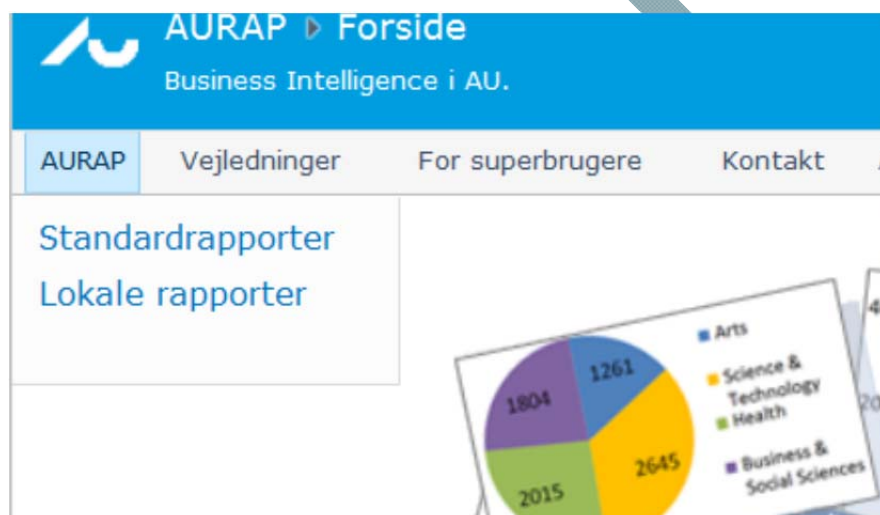 AURAP ▸ Forside
Business Intelligence i AU.
AURAP Vejledninger For superbrugere Kontakt
Standardrapporter
Lokale rapporter
1261
1804
2645
2015
Arts
Science &
Technology
Health
Business &
Social Sciences